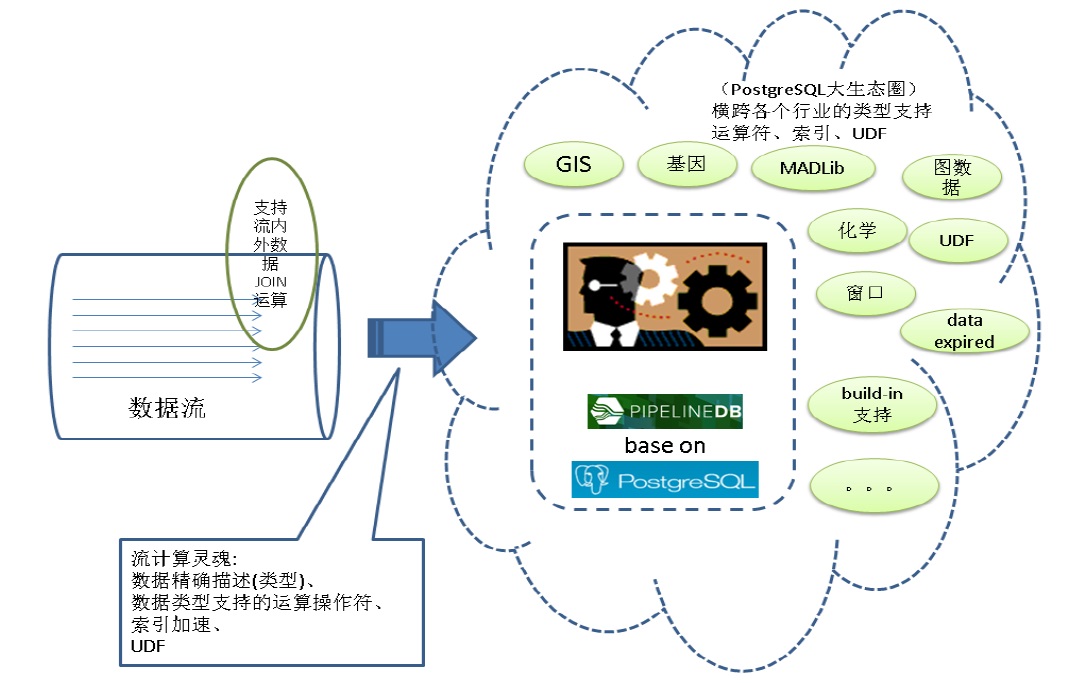 （PostgreSQL大生态圈）
横跨各个行业的类型支持
运算符、索引、UDF
GIS
基因
MADLib
图数
据
化学
UDF
窗口
data
expired
build-in
支持
。。。
支持
流内
外数
据
JOIN
运算
数据流
PIPELINEDB
base on
PostgreSQL
流计算灵魂:
数据精确描述(类型)、
数据类型支持的运算操作符、
索引加速、
UDF